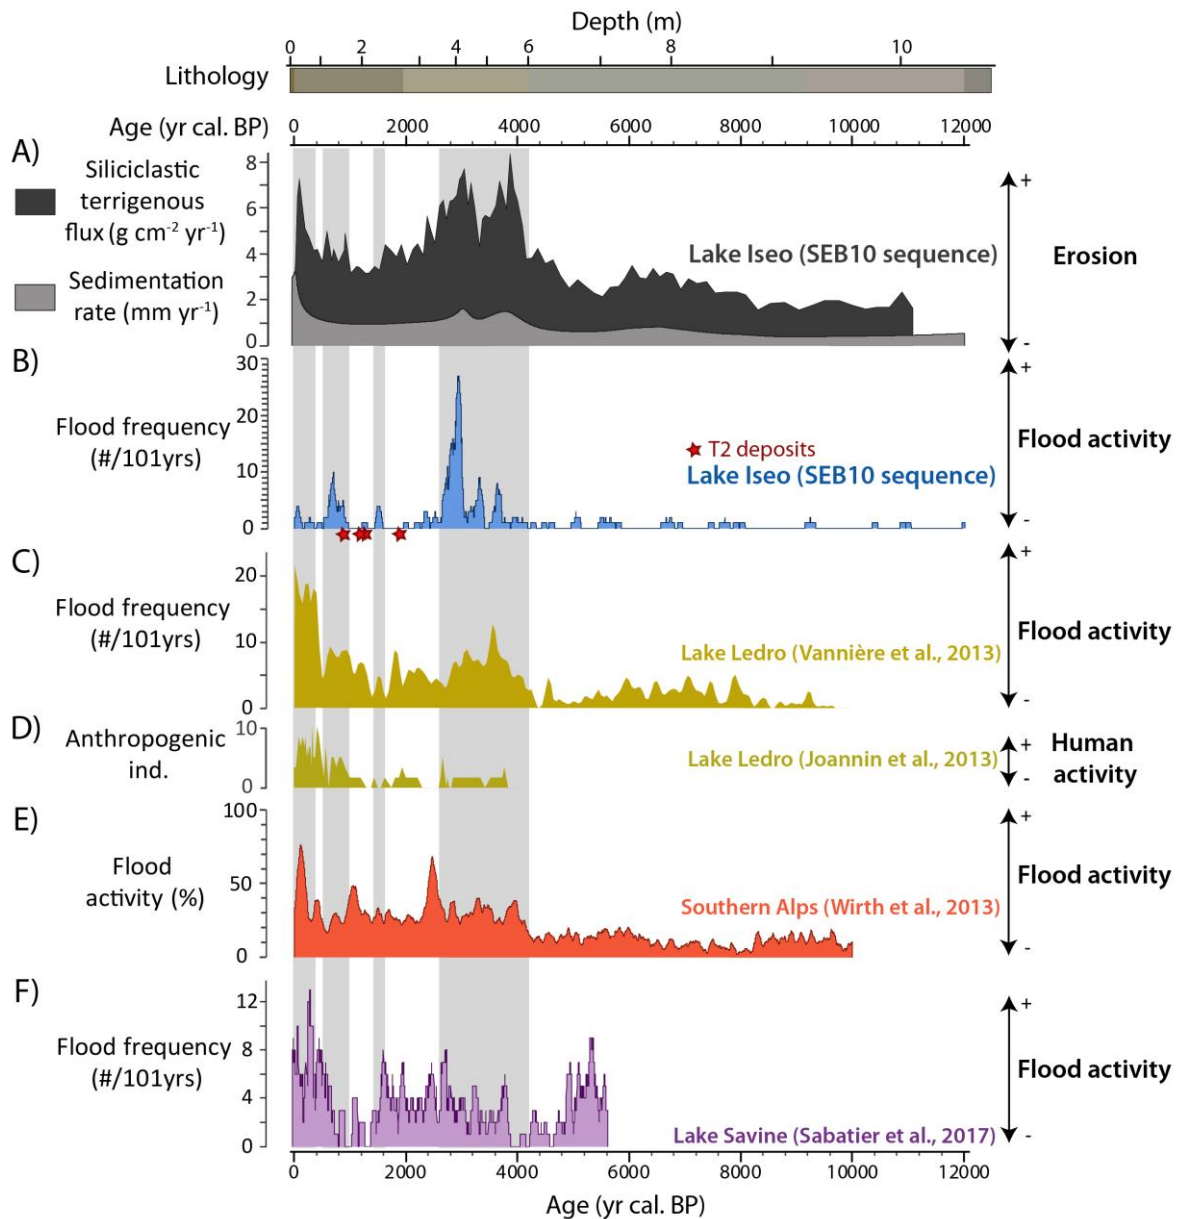 Depth (m)
0 2 4 6 8 10
Lithology
Age (yr cal. BP)
0 2000 4000 6000 8000 10000 12000
A)
Siliciclastic
terrigenous
flux (g cm⁻² yr⁻¹)
Sedimentation
rate (mm yr⁻¹)
8
6
4
2
0
Lake Iseo (SEB10 sequence)
+
Erosion
-
B)
Flood frequency
(#/101yrs)
30
20
10
0
T2 deposits
Lake Iseo (SEB10 sequence)
+
Flood activity
-
C)
Flood frequency
(#/101yrs)
20
10
0
Lake Ledro (Vannière et al., 2013)
+
Flood activity
-
D)
Anthropogenic
ind.
10
0
Lake Ledro (Joannin et al., 2013)
+
Human
activity
-
E)
Flood
activity (%)
100
50
0
Southern Alps (Wirth et al., 2013)
+
Flood activity
-
F)
Flood frequency
(#/101yrs)
12
8
4
0
Lake Savine (Sabatier et al., 2017)
+
Flood activity
-
0 2000 4000 6000 8000 10000 12000
Age (yr cal. BP)